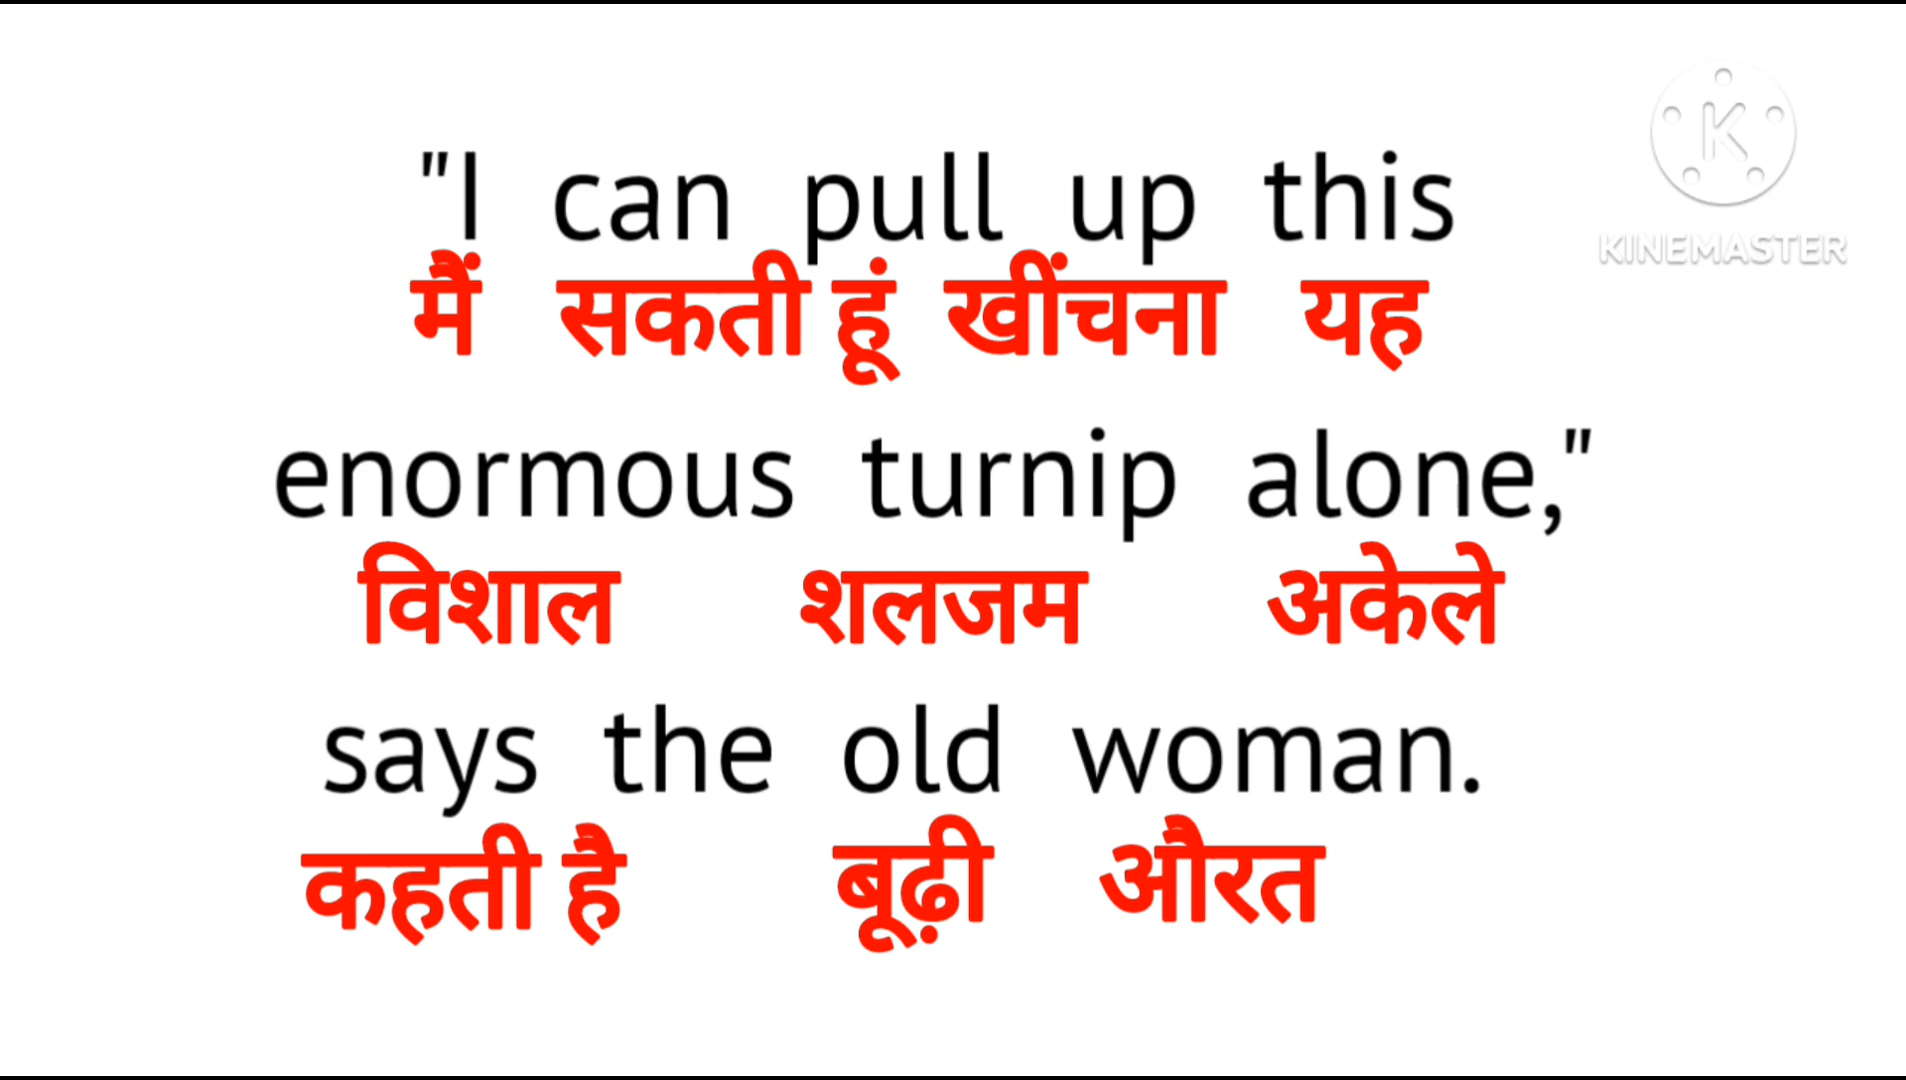 "I can pull up this
मैं सकती हूं खींचना यह
enormous turnip alone,"
विशाल शलजम अकेले
says the old woman.
कहती है बूढ़ी औरत
K
KINEMASTER